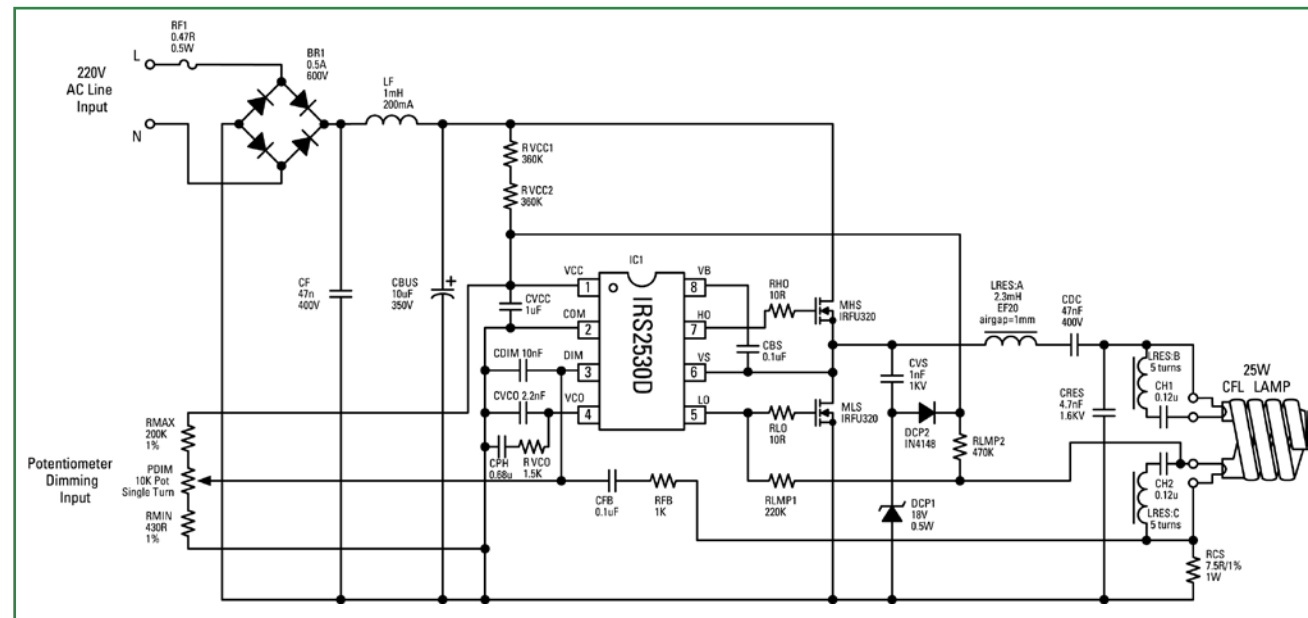 RF1
0.47R
0.5W
L
220V
AC Line
Input
N
BR1
0.5A
600V
LF
1mH
200mA
R VCC1
360K
R VCC2
360K
CF
47n
400V
CBUS
10uF
350V
+
VCC
CVCC
1uF
COM
CDIM 10nF
DIM
CVCO 2.2nF
VCO
CPH
0.68u
R VCO
1.5K
IC1
IRS2530D
1
2
3
4
8
7
6
5
VB
HO
VS
LO
RHO
10R
MHS
IRFU320
CBS
0.1uF
RLO
10R
MLS
IRFU320
CVS
1nF
1KV
DCP2
IN4148
RLMP2
470K
RLMP1
220K
DCP1
18V
0.5W
LRES:A
2.3mH
EF20
airgap=1mm
CDC
47nF
400V
LRES:B
5 turns
CH1
0.12u
CRES
4.7nF
1.6KV
25W
CFL LAMP
CH2
0.12u
LRES:C
5 turns
RCS
7.5R/1%
1W
RMAX
200K
1%
Potentiometer
Dimming
Input
PDIM
10K Pot
Single Turn
RMIN
430R
1%
CFB
0.1uF
RFB
1K